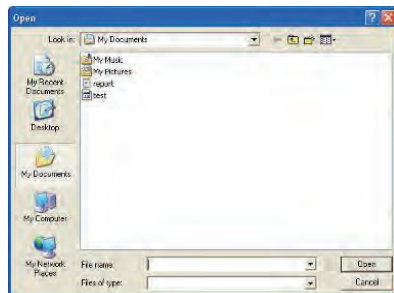 Open
Look in:
My Documents
My Music
My Pictures
report
test
My Recent
Documents
Desktop
My Documents
My Computer
My Network
Places
File name:
Open
Files of type:
Cancel